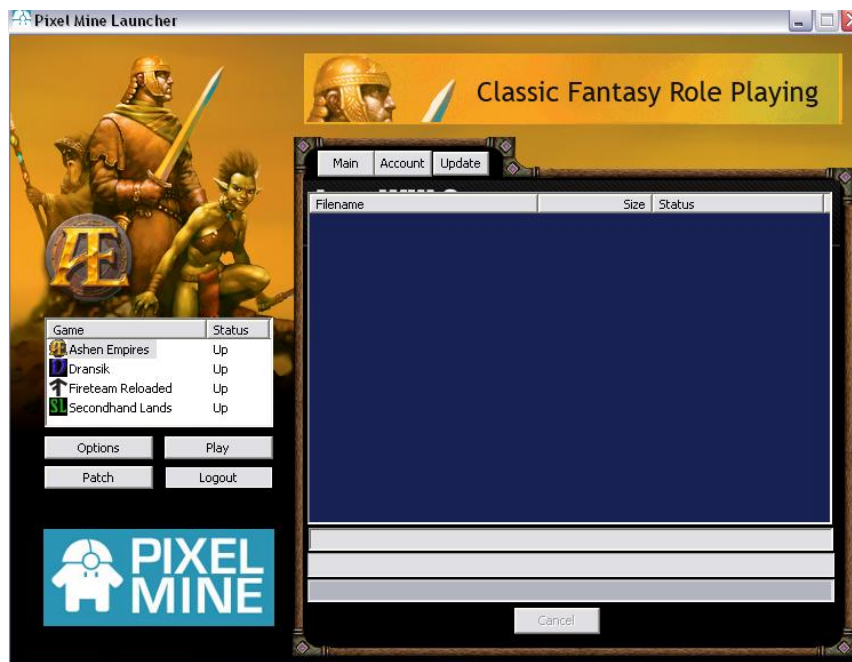 Pixel Mine Launcher
Classic Fantasy Role Playing
Main Account Update
Filename Size Status
Æ
Game Status
Ashen Empires Up
Dransik Up
Fireteam Reloaded Up
SL Secondhand Lands Up
Options Play
Patch Logout
PIXEL
MINE
Cancel